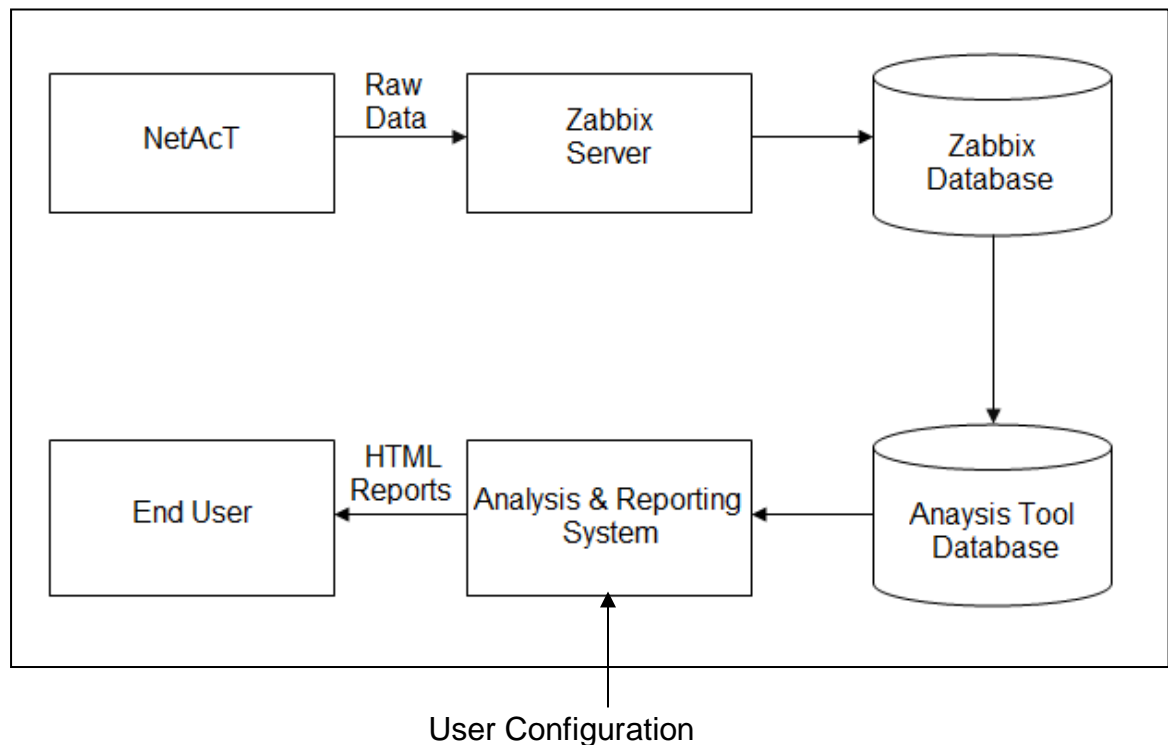 NetAcT
Raw
Data
Zabbix
Server
Zabbix
Database
End User
HTML
Reports
Analysis & Reporting
System
Anaysis Tool
Database
User Configuration